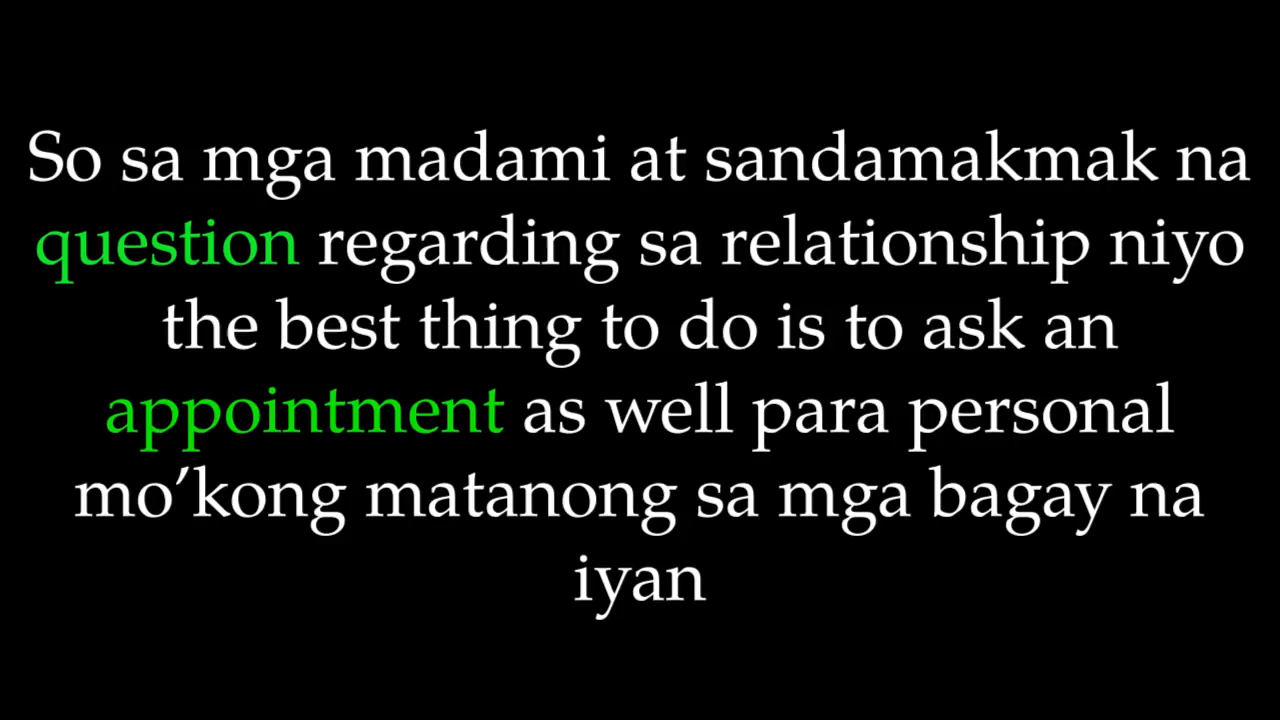 So sa mga madami at sandamakmak na
question regarding sa relationship niyo
the best thing to do is to ask an
appointment as well para personal
mo’kong matanong sa mga bagay na
iyan